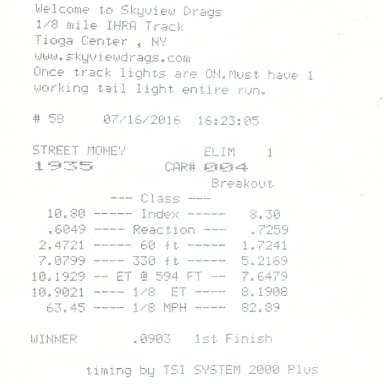 Welcome to Skyview Drags
1/8 mile IHRA Track
Tioga Center , NY
www.skyviewdrags.com
Once track lights are ON,Must have 1
working tail light entire run.
# 58 07/16/2016 16:23:05
STREET MONEY ELIM 1
1935 CAR# 004
Breakout
--- Class ---
10.80 ----- Index ----- 8.30
.6049 ---- Reaction ---- .7259
2.4721 ----- 60 ft ----- 1.7241
7.0799 ---- 330 ft ----- 5.2169
10.1929 -- ET @ 594 FT --- 7.6479
10.9021 ---- 1/8 ET ---- 8.1908
63.45 ---- 1/8 MPH ---- 82.89
WINNER .0903 1st Finish
timing by TSI SYSTEM 2000 Plus